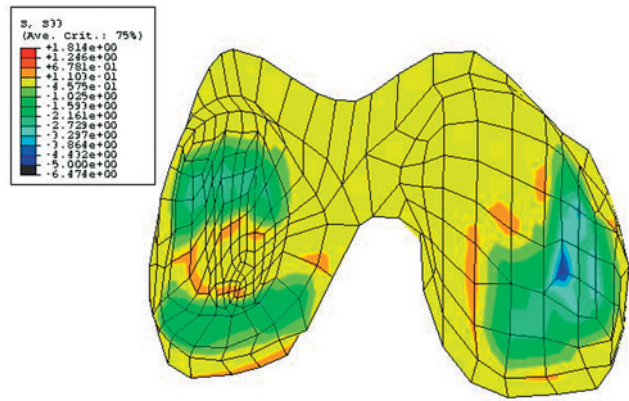 S, S33
(Ave. Crit.: 75%)
+1.814e+00
+1.246e+00
+6.781e-01
+1.103e-01
-4.575e-01
-1.025e+00
-1.593e+00
-2.161e+00
-2.729e+00
-3.297e+00
-3.864e+00
-4.432e+00
-5.000e+00
-6.474e+00